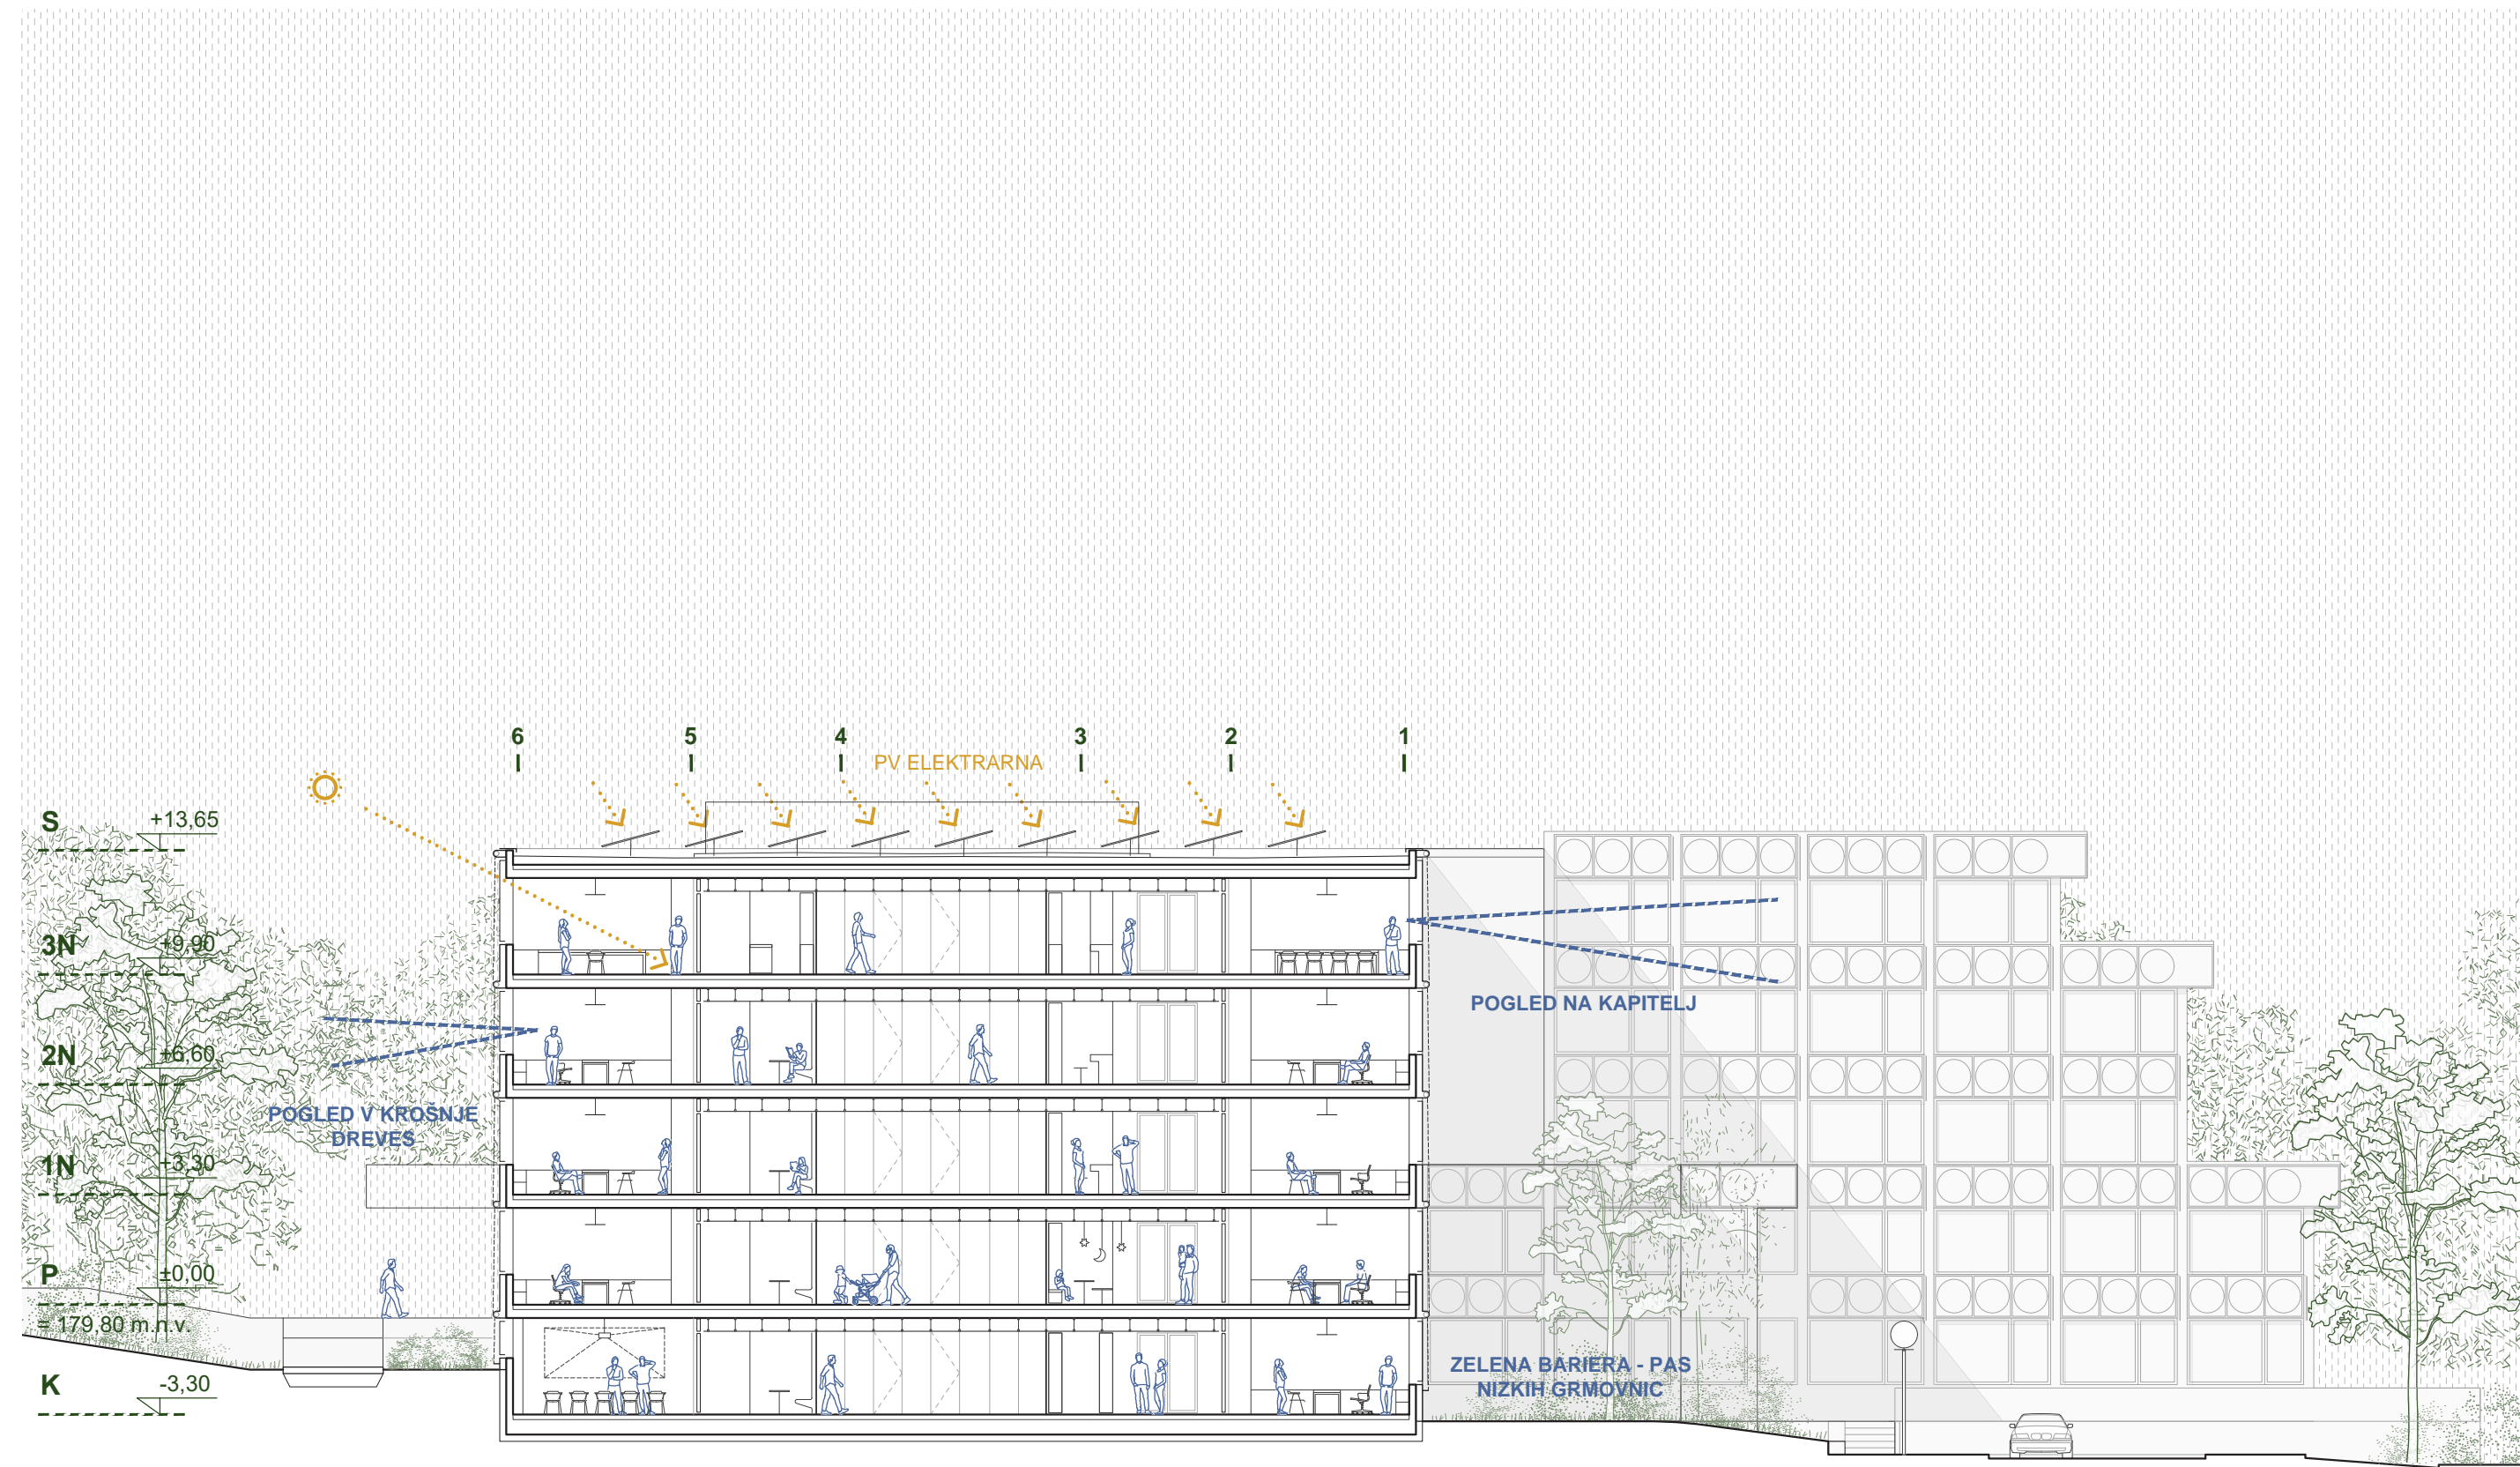 6 5 4 3 2 1
PV ELEKTRARNA
S +13,65
3N +9,90
POGLED NA KAPITELJ
2N +6,60
POGLED V KROŠNJE
DREVES
1N +3,30
P ±0,00
= 179,80 m.n.v.
ZELENA BARIERA - PAS
NIZKIH GRMOVNIC
K -3,30